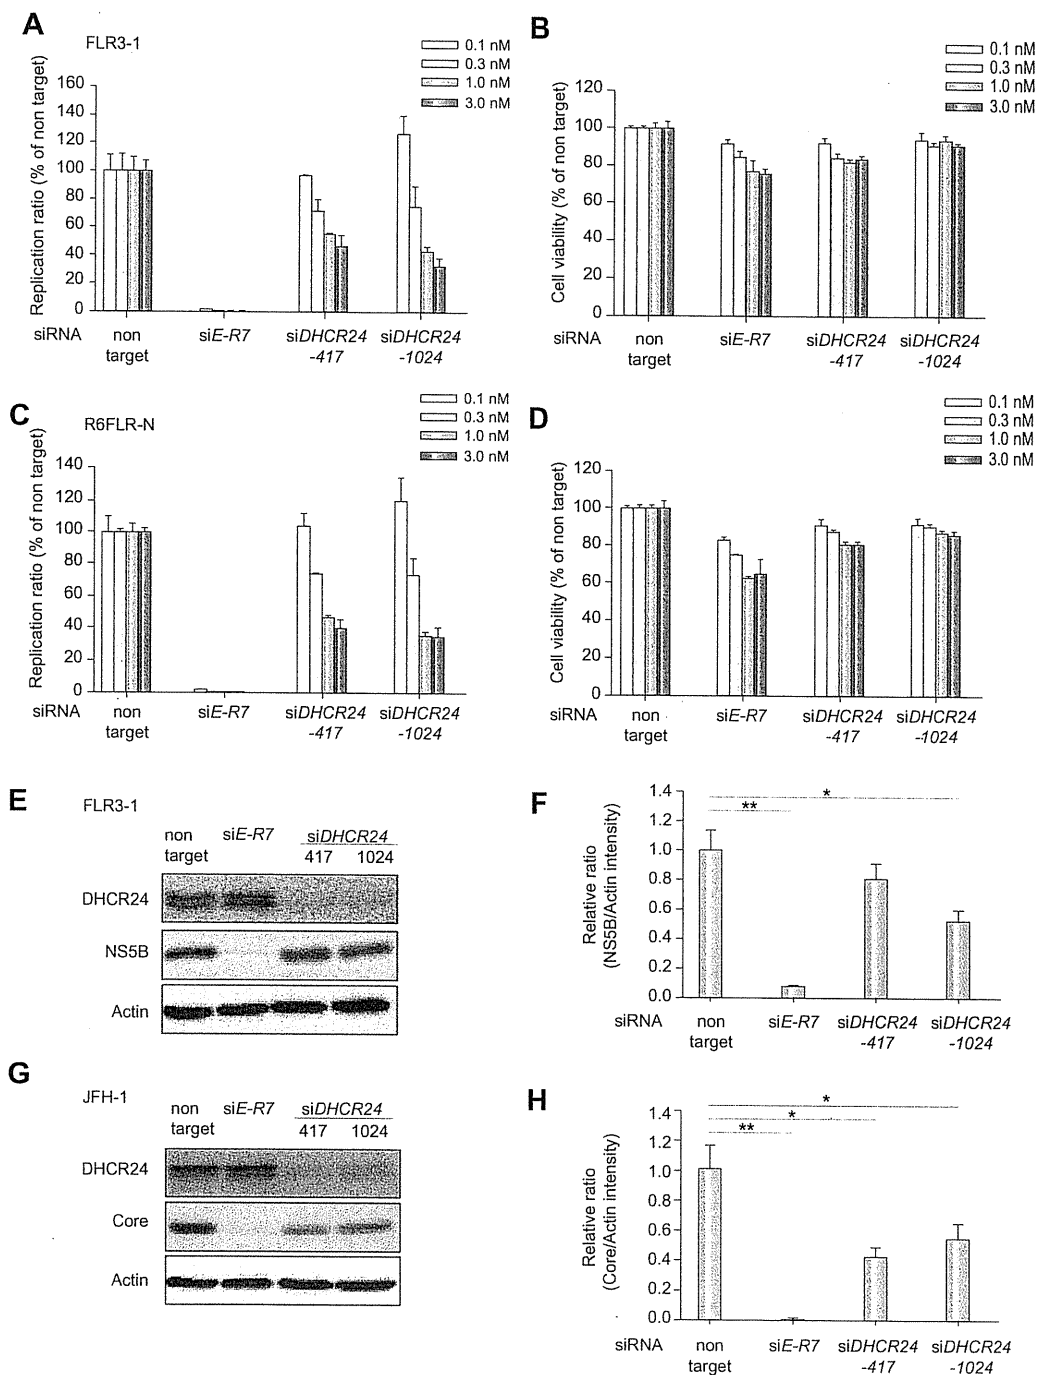 A
FLR3-1
0.1 nM
0.3 nM
1.0 nM
3.0 nM
Replication ratio (% of non target)
160
140
120
100
80
60
40
20
0
siRNA
non target
siE-R7
siDHCR24 -417
siDHCR24 -1024
B
0.1 nM
0.3 nM
1.0 nM
3.0 nM
Cell viability (% of non target)
120
100
80
60
40
20
0
non target
siE-R7
siDHCR24 -417
siDHCR24 -1024
C
R6FLR-N
0.1 nM
0.3 nM
1.0 nM
3.0 nM
Replication ratio (% of non target)
140
120
100
80
60
40
20
0
siRNA
non target
siE-R7
siDHCR24 -417
siDHCR24 -1024
D
0.1 nM
0.3 nM
1.0 nM
3.0 nM
Cell viability (% of non target)
120
100
80
60
40
20
0
siRNA
non target
siE-R7
siDHCR24 -417
siDHCR24 -1024
E
FLR3-1
non target
siE-R7
siDHCR24
417 1024
DHCR24
NS5B
Actin
F
Relative ratio
(NS5B/Actin intensity)
1.4
1.2
1.0
0.8
0.6
0.4
0.2
0.0
*
**
siRNA
non target
siE-R7
siDHCR24 -417
siDHCR24 -1024
G
JFH-1
non target
siE-R7
siDHCR24
417 1024
DHCR24
Core
Actin
H
Relative ratio
(Core/Actin intensity)
1.4
1.2
1.0
0.8
0.6
0.4
0.2
0.0
*
*
**
siRNA
non target
siE-R7
siDHCR24 -417
siDHCR24 -1024